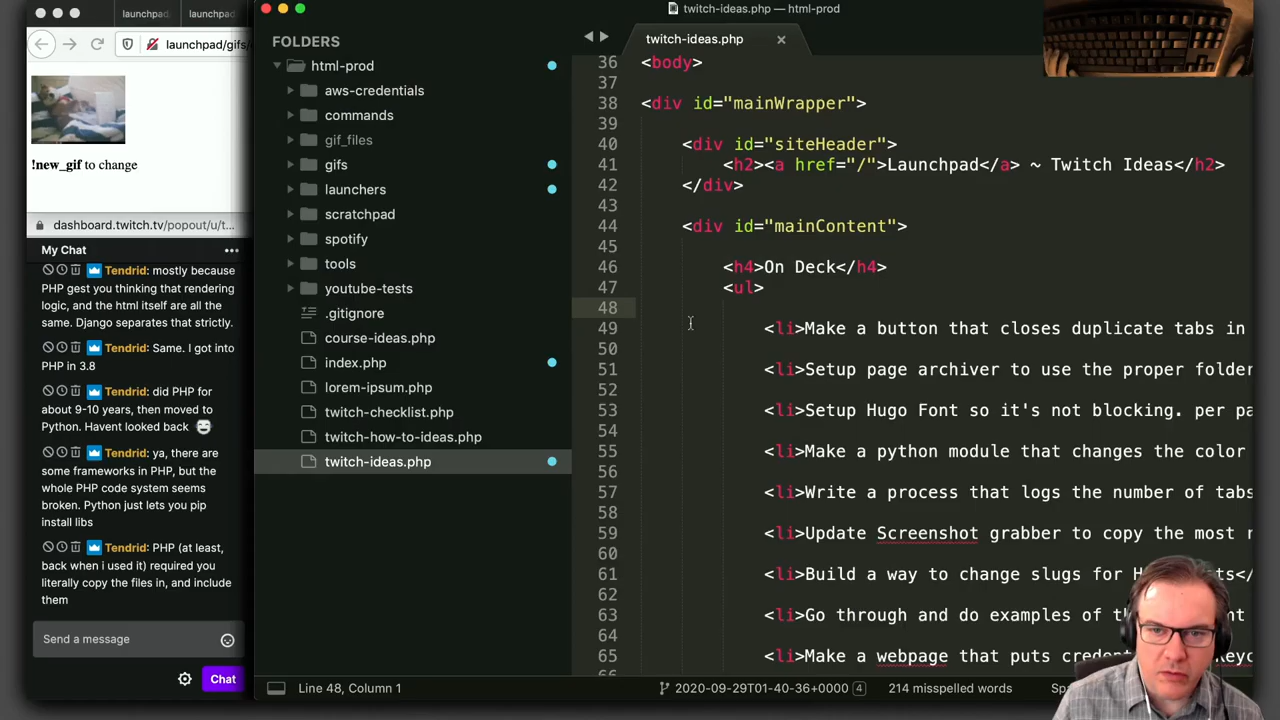 launchpad/
launchpad/
launchpad/gifs/
!new_gif to change
dashboard.twitch.tv/popout/u/t...
My Chat
Tendrid: mostly because
PHP gest you thinking that rendering
logic, and the html itself are all the
same. Django separates that strictly.
Tendrid: Same. I got into
PHP in 3.8
Tendrid: did PHP for
about 9-10 years, then moved to
Python. Havent looked back
Tendrid: ya, there are
some frameworks in PHP, but the
whole PHP code system seems
broken. Python just lets you pip
install libs
Tendrid: PHP (at least,
back when i used it) required you
literally copy the files in, and include
them
Send a message
Chat
twitch-ideas.php — html-prod
FOLDERS
html-prod
aws-credentials
commands
gif_files
gifs
launchers
scratchpad
spotify
tools
youtube-tests
.gitignore
course-ideas.php
index.php
lorem-ipsum.php
twitch-checklist.php
twitch-how-to-ideas.php
twitch-ideas.php
twitch-ideas.php
36 <body>
37
38 <div id="mainWrapper">
39
40 <div id="siteHeader">
41 <h2><a href="/">Launchpad</a> ~ Twitch Ideas</h2>
42 </div>
43
44 <div id="mainContent">
45
46 <h4>On Deck</h4>
47 <ul>
48
49 <li>Make a button that closes duplicate tabs in
50
51 <li>Setup page archiver to use the proper folder
52
53 <li>Setup Hugo Font so it's not blocking. per pa
54
55 <li>Make a python module that changes the color
56
57 <li>Write a process that logs the number of tabs
58
59 <li>Update Screenshot grabber to copy the most
60
61 <li>Build a way to change slugs for
62
63 <li>Go through and do examples of
64
65 <li>Make a webpage that puts
Line 48, Column 1
2020-09-29T01-40-36+0000 4
214 misspelled words